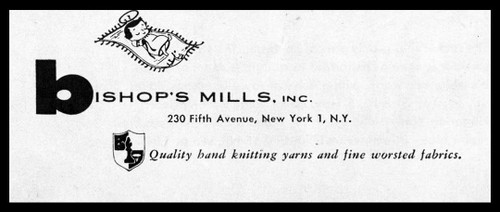 bISHOP'S MILLS, INC.
230 Fifth Avenue, New York 1, N.Y.
Quality hand knitting yarns and fine worsted fabrics.